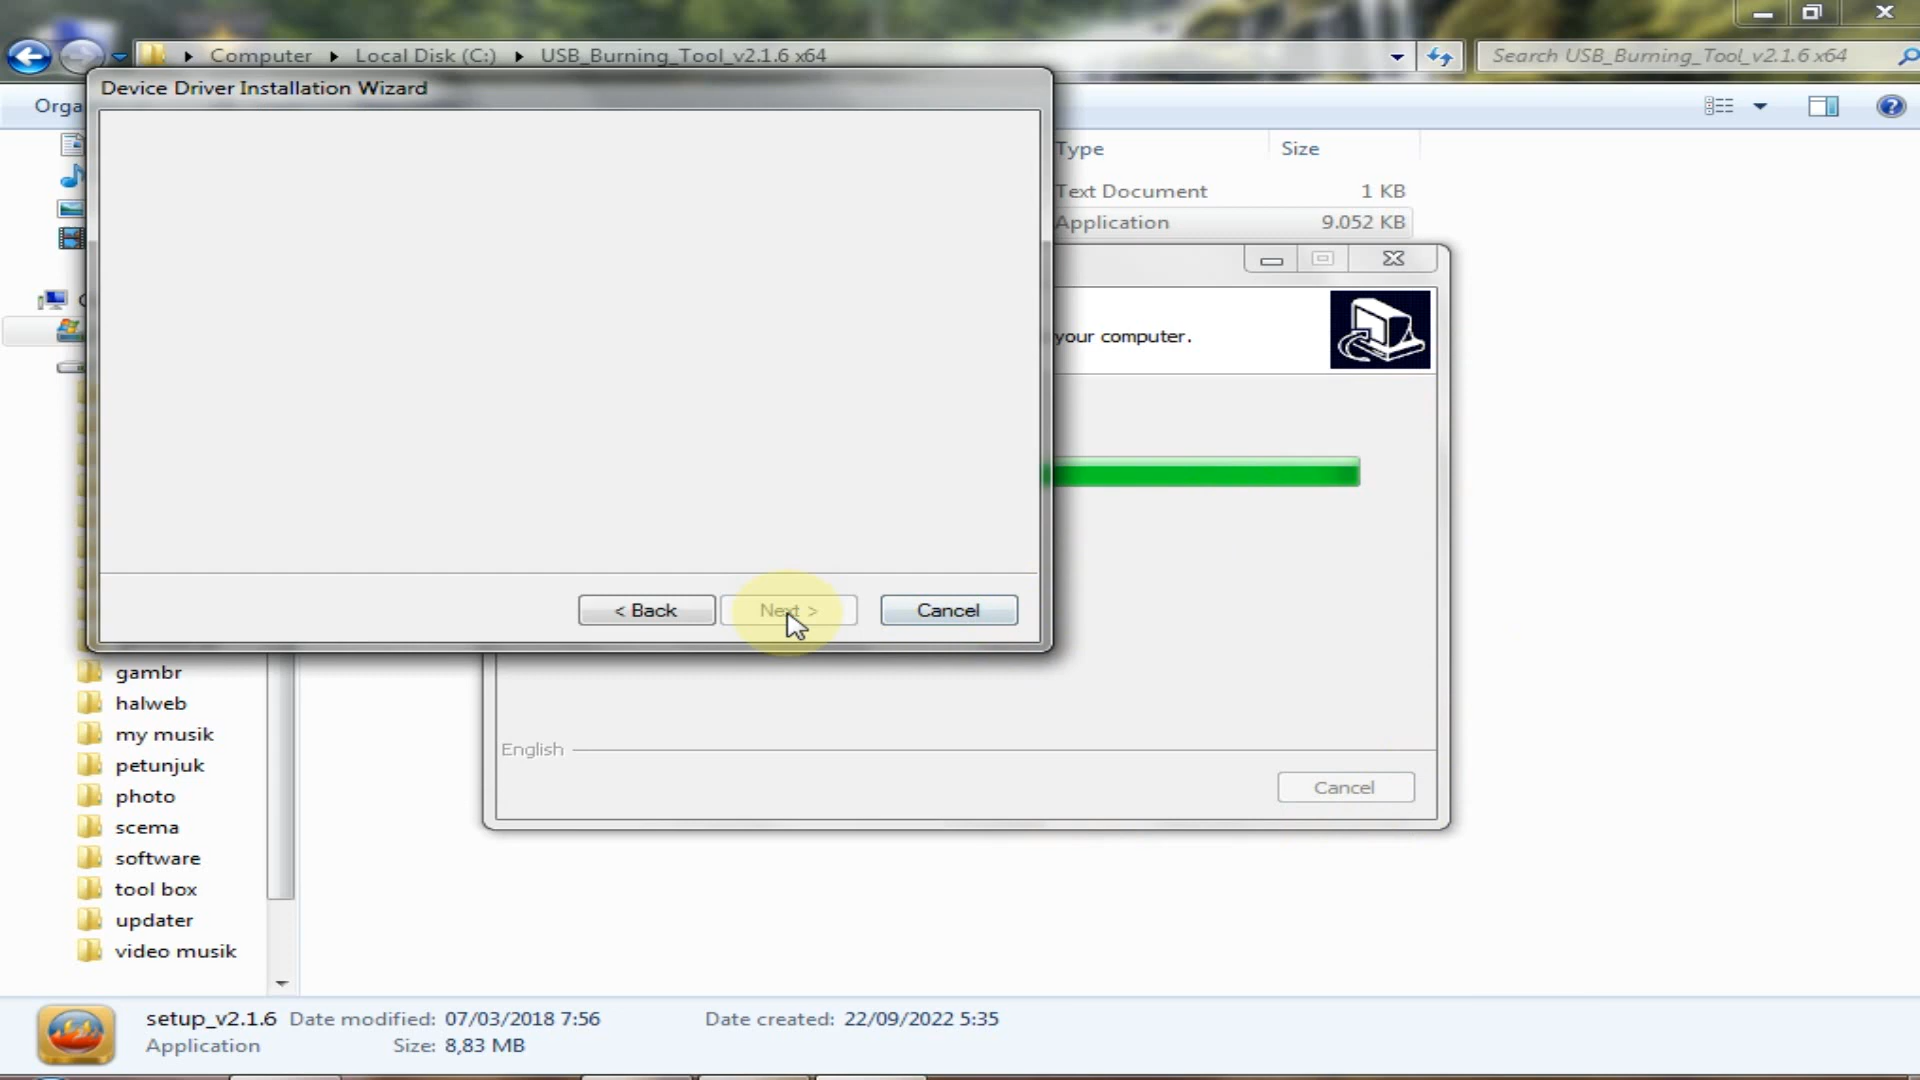 Computer Local Disk (C:) USB_Burning_Tool_v2.1.6 x64 Search USB_Burning_Tool_v2.1.6 x64
Device Driver Installation Wizard
Orga
Type Size
Text Document 1 KB
Application 9.052 KB
your computer.
< Back Next > Cancel
gambr
halweb
my musik
petunjuk
photo
scema
software
tool box
updater
video musik
English
Cancel
setup_v2.1.6 Date modified: 07/03/2018 7:56 Date created: 22/09/2022 5:35
Application Size: 8,83 MB